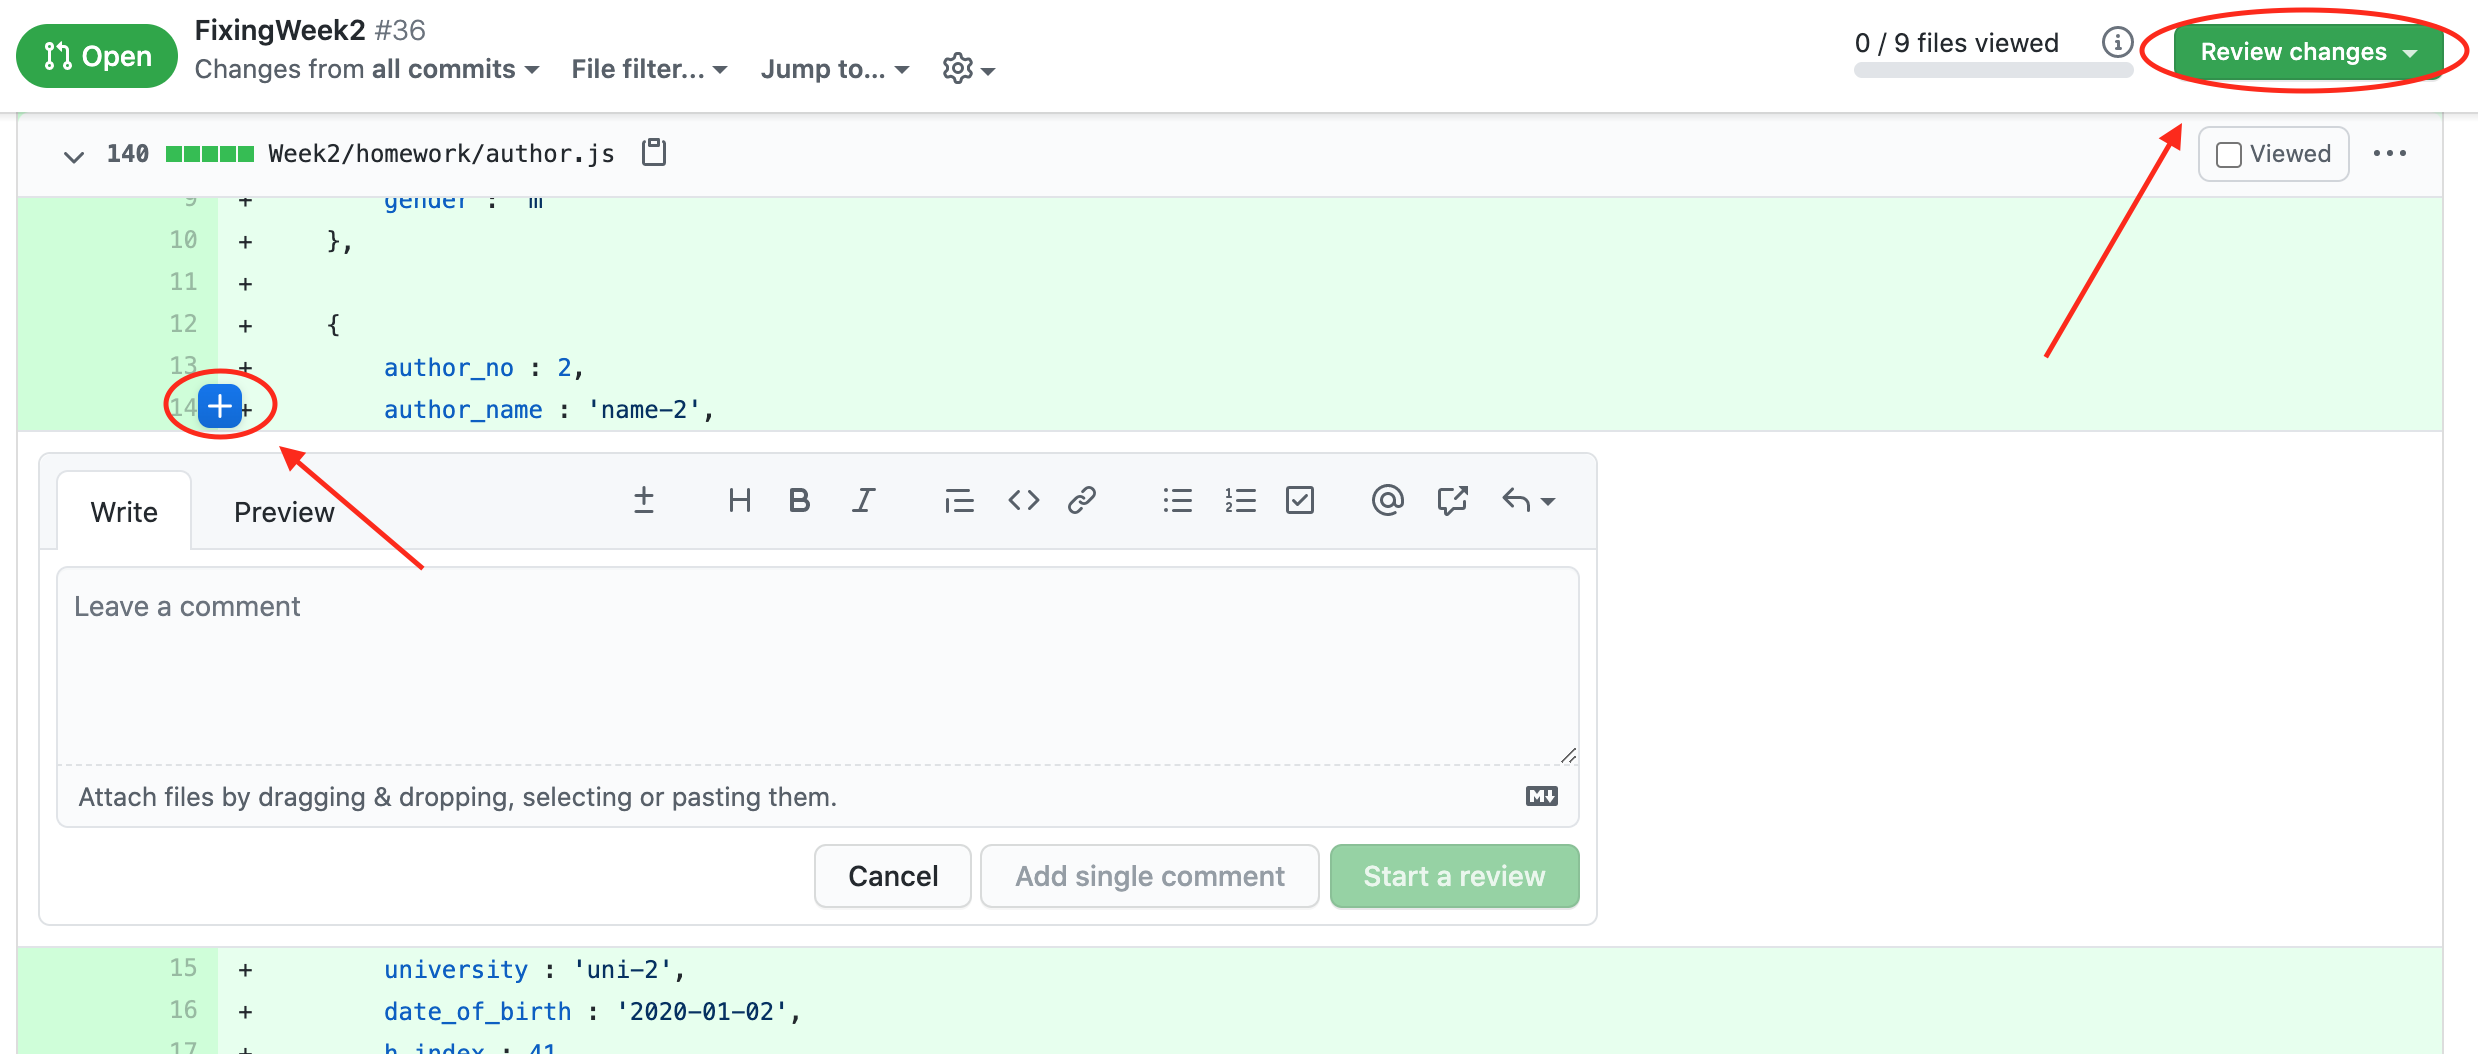 Open
FixingWeek2 #36
Changes from all commits File filter... Jump to...
0 / 9 files viewed
Review changes
140 Week2/homework/author.js
Viewed
9 + gender : 'm'
10 + },
11 +
12 + {
13 + author_no : 2,
14 + author_name : 'name-2',
Write Preview
Leave a comment
Attach files by dragging & dropping, selecting or pasting them.
Cancel Add single comment Start a review
15 + university : 'uni-2',
16 + date_of_birth : '2020-01-02',
17 + h_index : 41